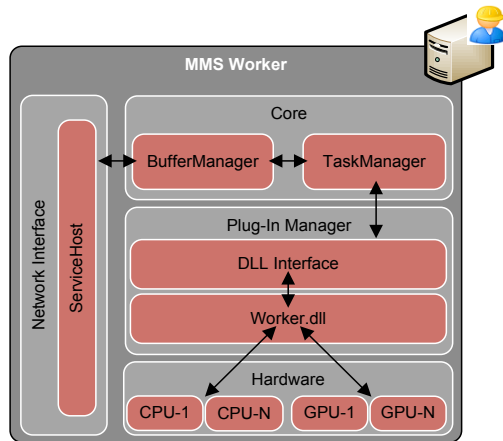 MMS Worker
Network Interface
ServiceHost
Core
BufferManager
TaskManager
Plug-In Manager
DLL Interface
Worker.dll
Hardware
CPU-1
CPU-N
GPU-1
GPU-N